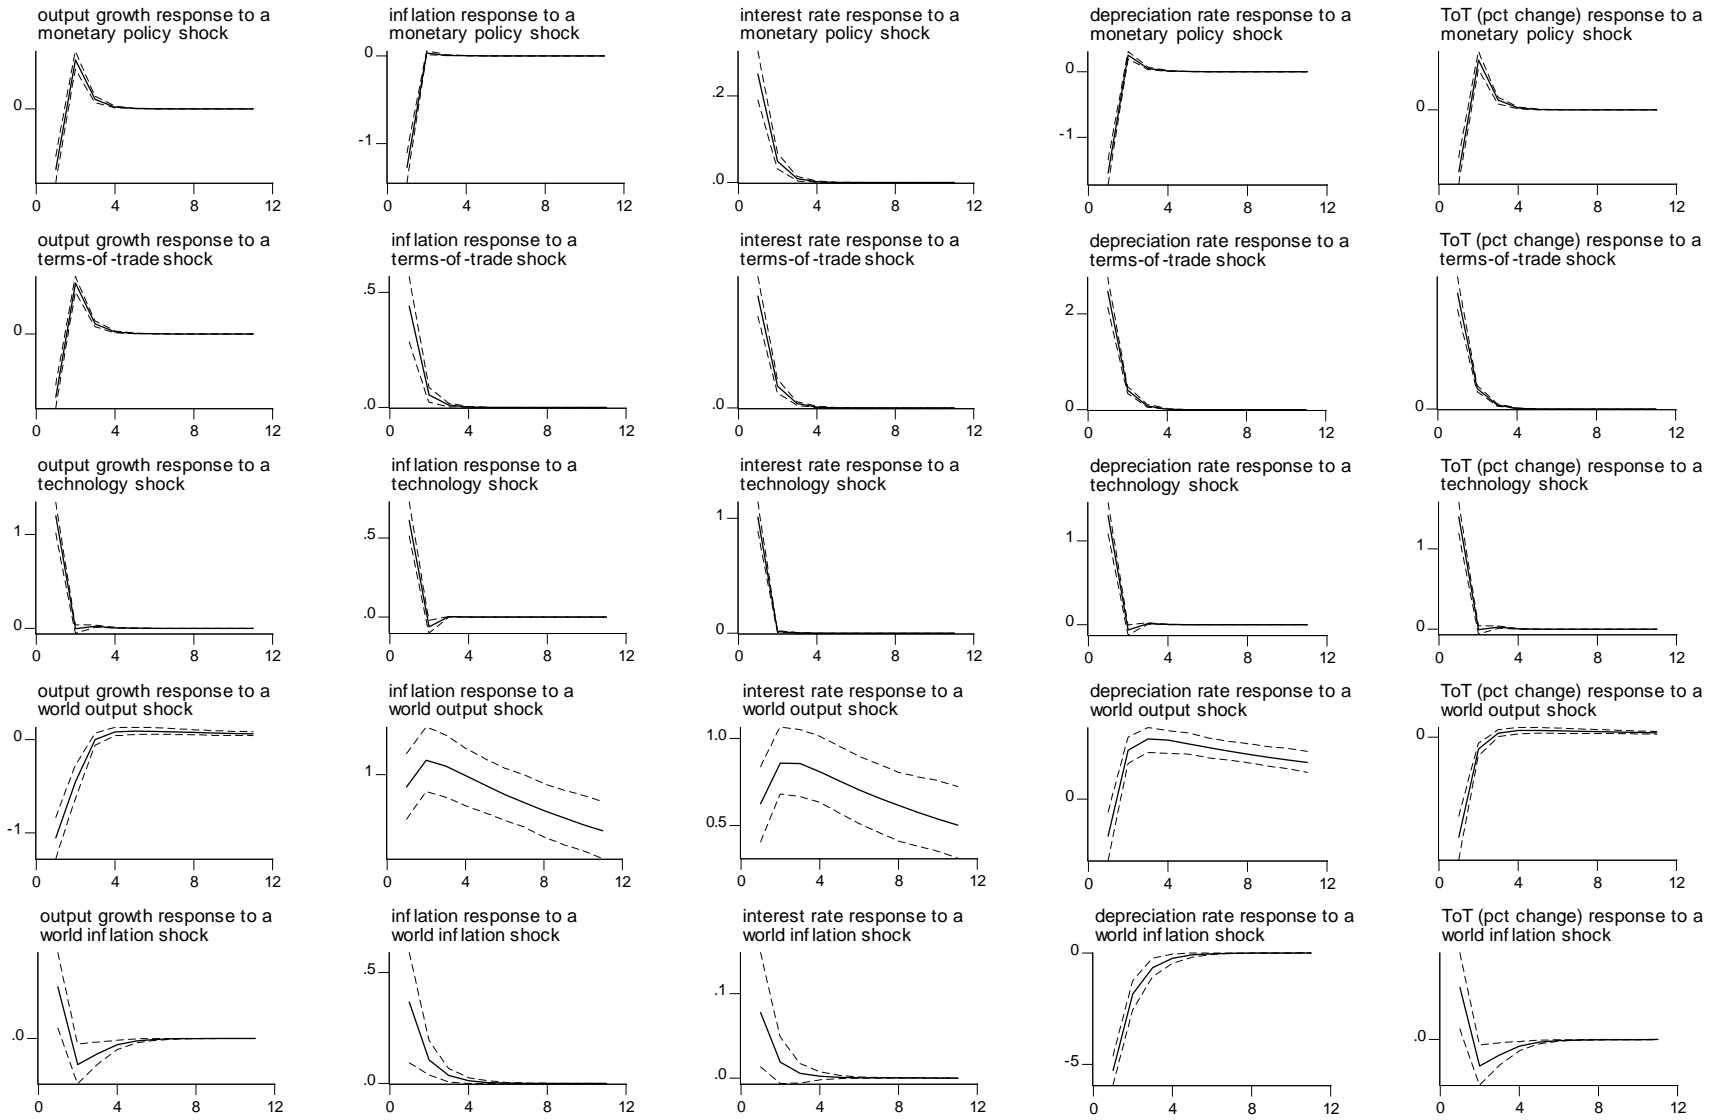 output growth response to a
monetary policy shock
0
0
4
8
12
inflation response to a
monetary policy shock
0
-1
0
4
8
12
interest rate response to a
monetary policy shock
.2
.0
0
4
8
12
depreciation rate response to a
monetary policy shock
0
-1
0
4
8
12
ToT (pct change) response to a
monetary policy shock
0
0
4
8
12
output growth response to a
terms-of-trade shock
0
0
4
8
12
inflation response to a
terms-of-trade shock
.5
.0
0
4
8
12
interest rate response to a
terms-of-trade shock
.0
0
4
8
12
depreciation rate response to a
terms-of-trade shock
2
0
0
4
8
12
ToT (pct change) response to a
terms-of-trade shock
0
0
4
8
12
output growth response to a
technology shock
1
0
0
4
8
12
inflation response to a
technology shock
.5
.0
0
4
8
12
interest rate response to a
technology shock
1
0
0
4
8
12
depreciation rate response to a
technology shock
1
0
0
4
8
12
ToT (pct change) response to a
technology shock
1
0
0
4
8
12
output growth response to a
world output shock
0
-1
0
4
8
12
inflation response to a
world output shock
1
0
4
8
12
interest rate response to a
world output shock
1.0
0.5
0
4
8
12
depreciation rate response to a
world output shock
0
0
4
8
12
ToT (pct change) response to a
world output shock
0
0
4
8
12
output growth response to a
world inflation shock
.0
0
4
8
12
inflation response to a
world inflation shock
.5
.0
0
4
8
12
interest rate response to a
world inflation shock
.1
.0
0
4
8
12
depreciation rate response to a
world inflation shock
0
-5
0
4
8
12
ToT (pct change) response to a
world inflation shock
.0
0
4
8
12